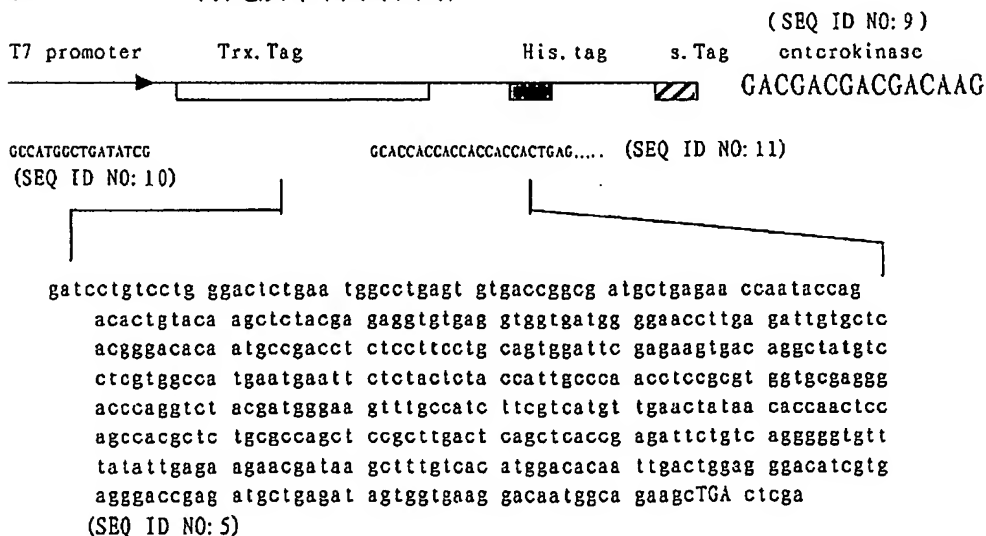 (SEQ ID NO: 9)
T7 promoter Trx. Tag His. tag s. Tag cntcrokinasc
GACGACGACGACAAG
GCCATGGCTGATATCG GCACCACCACCACCACCACTGAG..... (SEQ ID NO: 11)
(SEQ ID NO: 10)
gatcctgtcctg ggactctgaa tggcctgagt gtgaccggcg atgctgagaa ccaataccag
acactgtaca agctctacga gaggtgtgag gtggtgatgg ggaaccttga gattgtgctc
acgggacaca atgccgacct ctccttcctg cagtggattc gagaagtgac aggctatgtc
ctcgtggcca tgaatgaatt ctctactcta ccattgccca acctccgcgt ggtgcgaggg
acccaggtct acgatgggaa gtttgccatc ttcgtcatgt tgaactataa caccaactcc
agccacgctc tgcgccagct ccgcttgact cagctcaccg agattctgtc agggggtgtt
tatattgaga agaacgataa gctttgtcac atggacacaa ttgactggag ggacatcgtg
agggaccgag atgctgagat agtggtgaag gacaatggca gaagcTGA ctcga
(SEQ ID NO: 5)